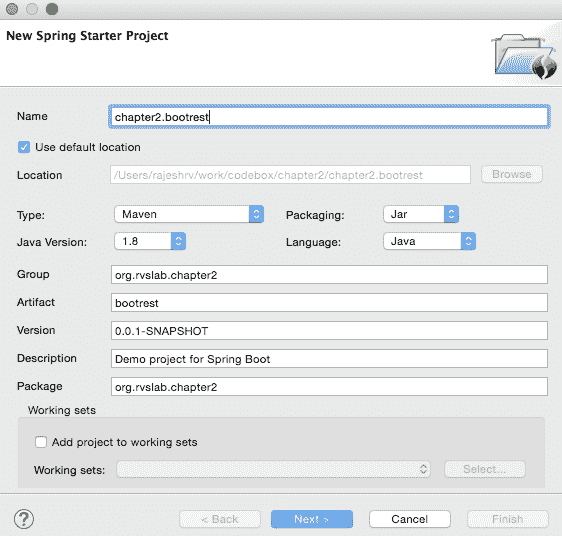 New Spring Starter Project
Name chapter2.bootrest
Use default location
Location /Users/rajeshrv/work/codebox/chapter2/chapter2.bootrest Browse
Type: Maven Packaging: Jar
Java Version: 1.8 Language: Java
Group org.rvslab.chapter2
Artifact bootrest
Version 0.0.1-SNAPSHOT
Description Demo project for Spring Boot
Package org.rvslab.chapter2
Working sets
Add project to working sets
Working sets: Select...
? < Back Next > Cancel Finish